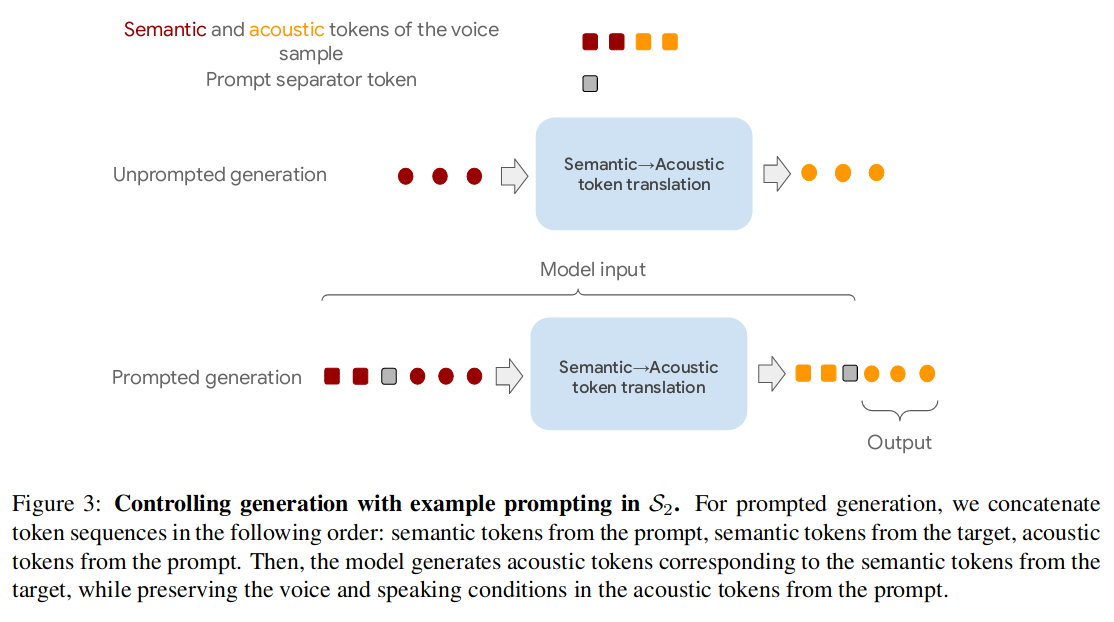 Semantic and acoustic tokens of the voice
sample
Prompt separator token
Unprompted generation
Semantic→Acoustic
token translation
Model input
Prompted generation
Semantic→Acoustic
token translation
Output
Figure 3: Controlling generation with example prompting in S₂. For prompted generation, we concatenate
token sequences in the following order: semantic tokens from the prompt, semantic tokens from the target, acoustic
tokens from the prompt. Then, the model generates acoustic tokens corresponding to the semantic tokens from the
target, while preserving the voice and speaking conditions in the acoustic tokens from the prompt.